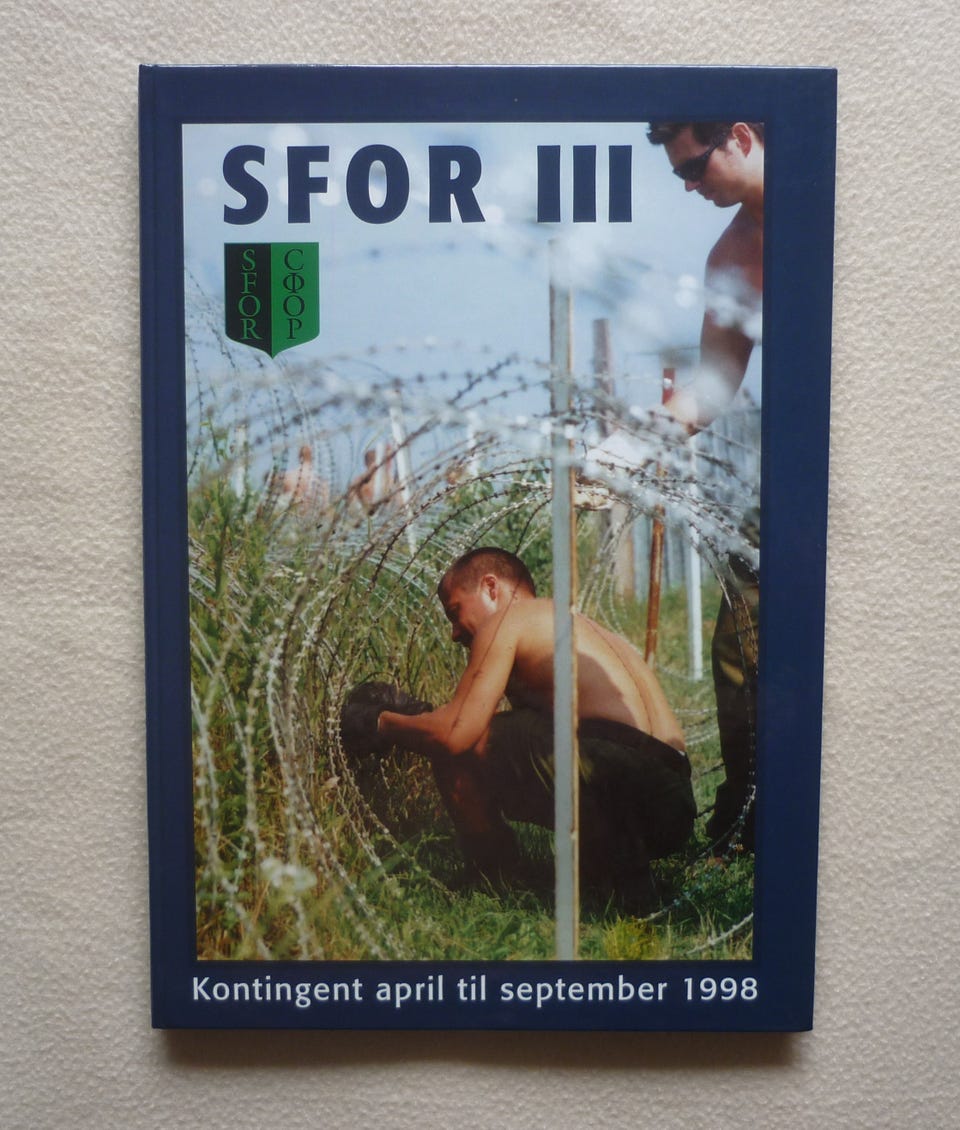 SFOR III
SFOR
СФОР
Kontingent april til september 1998